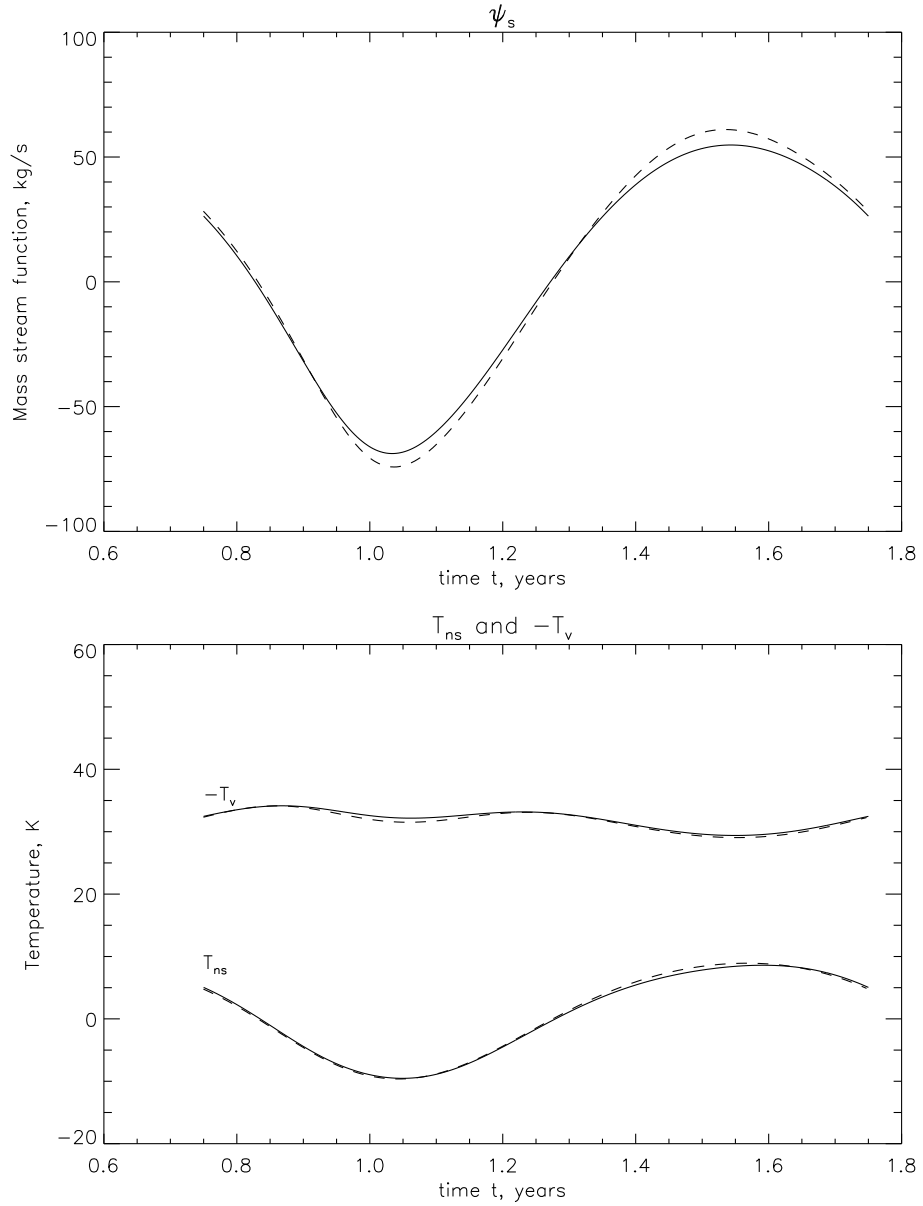 ψs
100
50
0
−50
−100
Mass stream function, kg/s
0.6 0.8 1.0 1.2 1.4 1.6 1.8
time t, years
Tns and −Tv
60
40
20
0
−20
Temperature, K
−Tv
Tns
0.6 0.8 1.0 1.2 1.4 1.6 1.8
time t, years